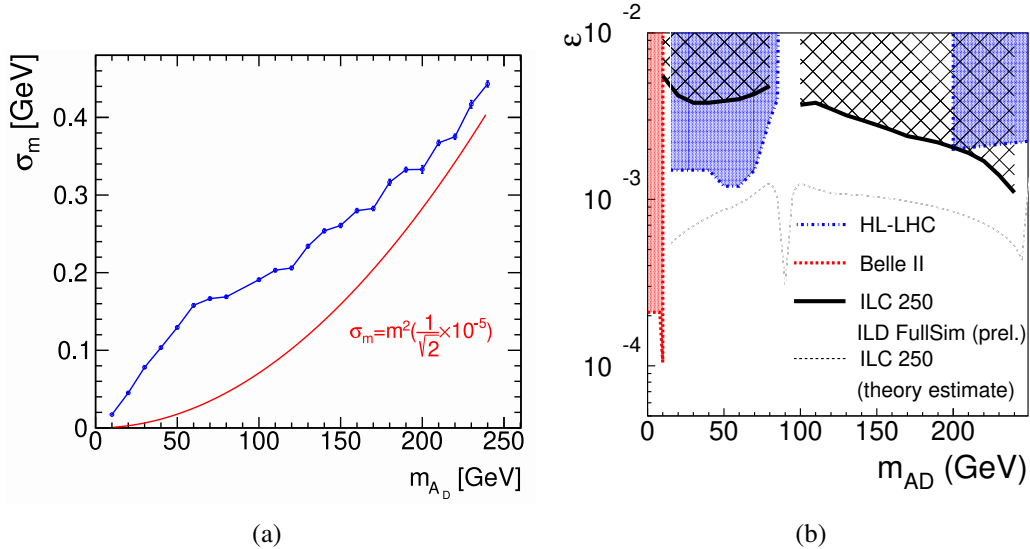 σm [GeV]
0.4
0.3
0.2
0.1
0
0 50 100 150 200 250
mA_D [GeV]
σm=m²(1/√2×10⁻⁵)
(a)
ε
10⁻²
10⁻³
10⁻⁴
HL-LHC
Belle II
ILC 250
ILD FullSim (prel.)
ILC 250
(theory estimate)
0 50 100 150 200
mAD (GeV)
(b)